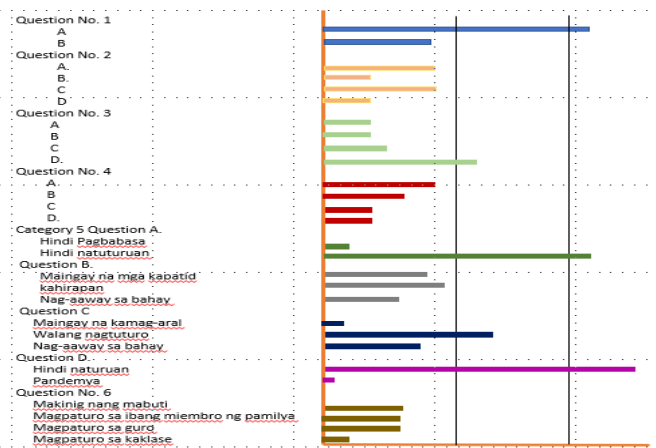 Question No. 1
A
B
Question No. 2
A.
B.
C
D
Question No. 3
A
B
C
D.
Question No. 4
A.
B
C
D.
Category 5 Question A.
Hindi Pagbabasa
Hindi natuturuan
Question B.
Maingay na mga kapatid
kahirapan
Nag-aaway sa bahay
Question C
Maingay na kamag-aral
Walang nagtuturo
Nag-aaway sa bahay
Question D.
Hindi naturuan
Pandemya
Question No. 6
Makinig nang mabuti
Magpaturo sa ibang miembro ng pamilya
Magpaturo sa guro
Magpaturo sa kaklase